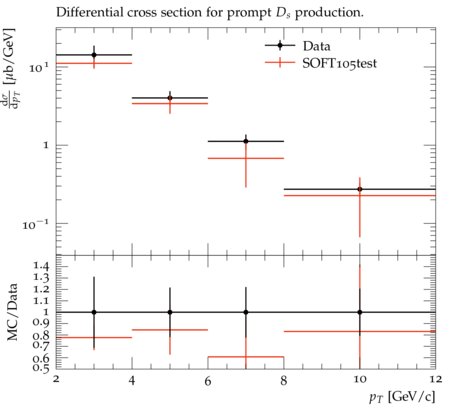 Differential cross section for prompt D_s production.
dσ/dp_T [μb/GeV]
Data
SOFT105test
10^1
1
10^−1
MC/Data
1.4
1.3
1.2
1.1
1
0.9
0.8
0.7
0.6
0.5
2 4 6 8 10 12
p_T [GeV/c]